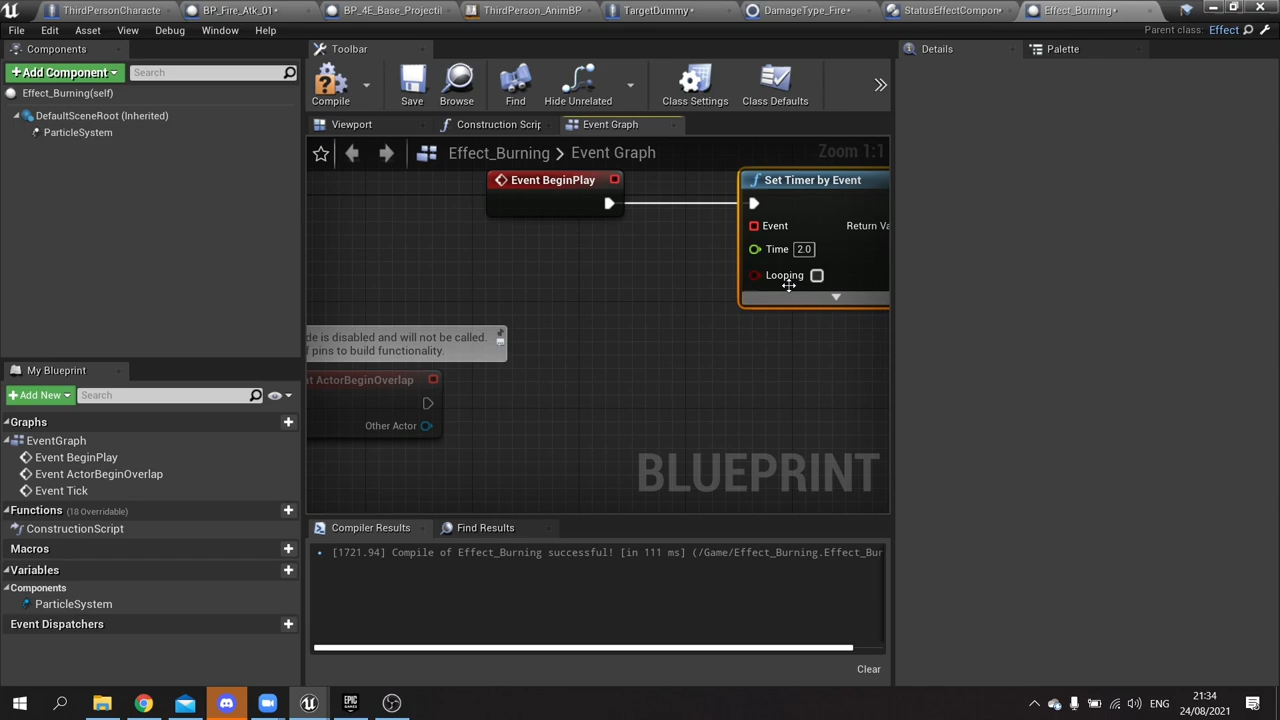 ThirdPersonCharacte
BP_Fire_Atk_01*
BP_4E_Base_Projectil
ThirdPerson_AnimBP
TargetDummy*
DamageType_Fire*
StatusEffectCompon*
Effect_Burning*
File
Edit
Asset
View
Debug
Window
Help
Parent class: Effect
Components
Toolbar
Details
Palette
+Add Component
Search
Effect_Burning(self)
DefaultSceneRoot (Inherited)
ParticleSystem
Compile
Save
Browse
Find
Hide Unrelated
Class Settings
Class Defaults
Viewport
Construction Scrip
Event Graph
Effect_Burning > Event Graph
Zoom 1:1
Event BeginPlay
Set Timer by Event
Event
Return Va
Time 2.0
Looping
de is disabled and will not be called.
f pins to build functionality.
nt ActorBeginOverlap
Other Actor
BLUEPRINT
My Blueprint
+Add New
Search
Graphs
EventGraph
Event BeginPlay
Event ActorBeginOverlap
Event Tick
Functions (18 Overridable)
ConstructionScript
Macros
Variables
Components
ParticleSystem
Event Dispatchers
Compiler Results
Find Results
[1721.94] Compile of Effect_Burning successful! [in 111 ms] (/Game/Effect_Burning.Effect_Bur
Clear
EPIC
GAMES
ENG
21:34
24/08/2021